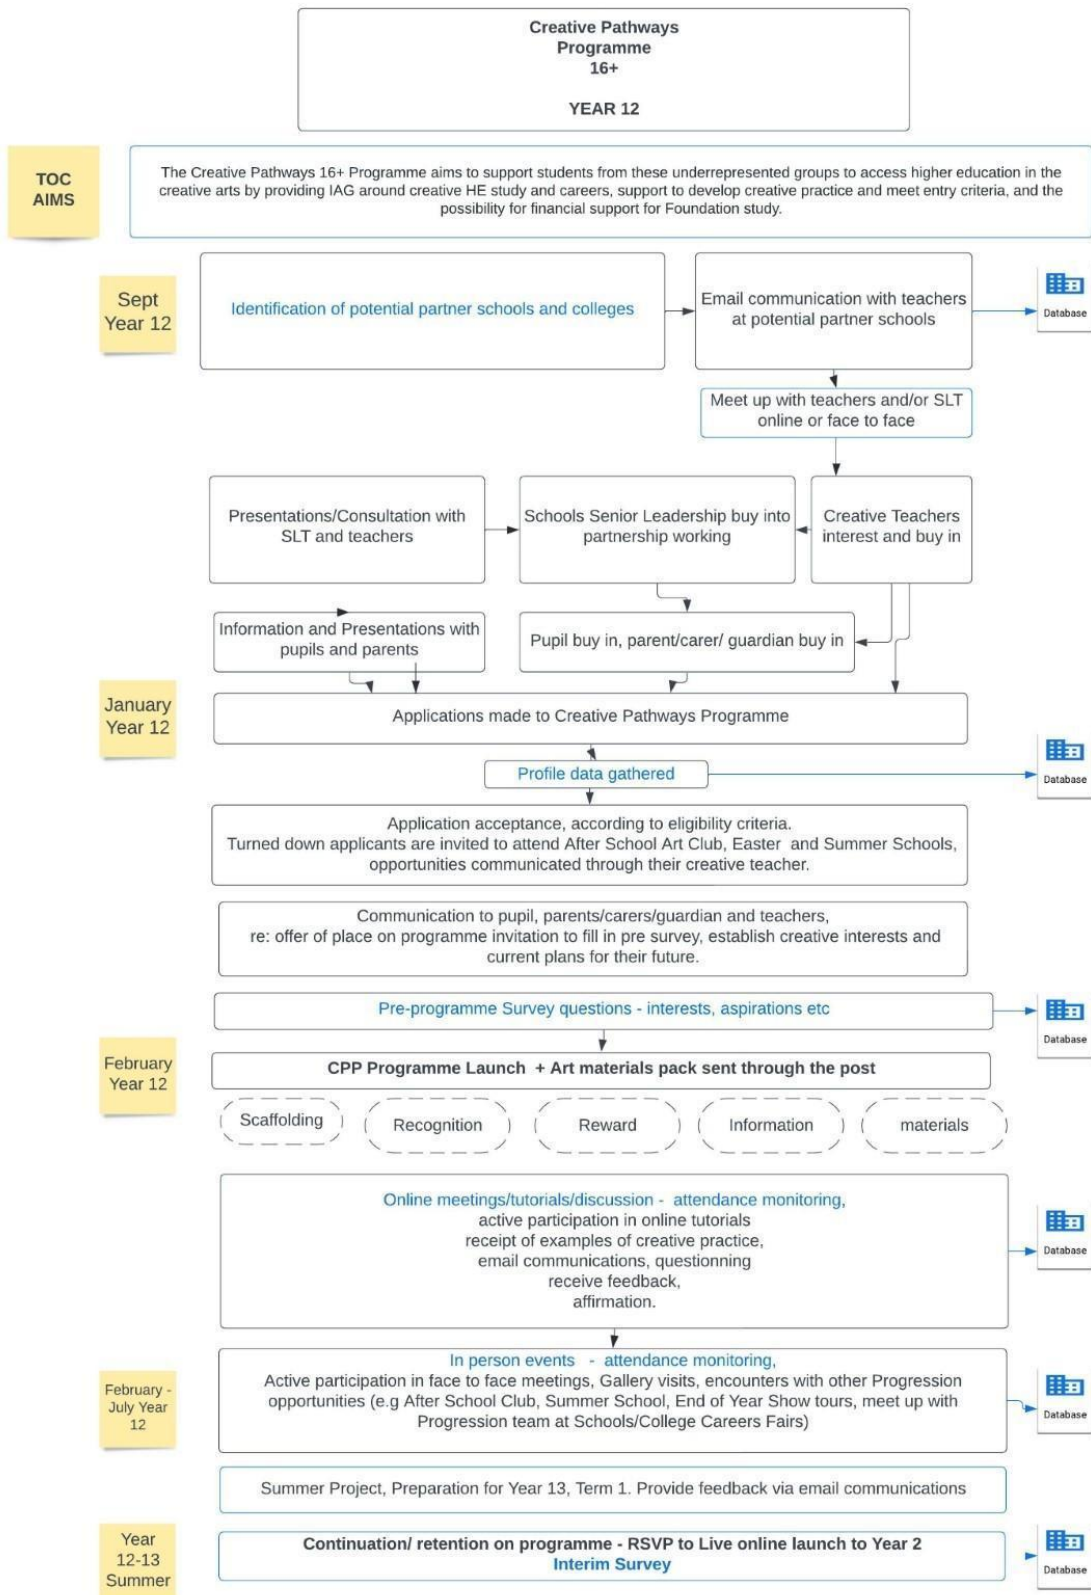 Creative Pathways
Programme
16+
YEAR 12
TOC
AIMS
The Creative Pathways 16+ Programme aims to support students from these underrepresented groups to access higher education in the
creative arts by providing IAG around creative HE study and careers, support to develop creative practice and meet entry criteria, and the
possibility for financial support for Foundation study.
Sept
Year 12
Identification of potential partner schools and colleges
Email communication with teachers
at potential partner schools
Database
Meet up with teachers and/or SLT
online or face to face
Presentations/Consultation with
SLT and teachers
Schools Senior Leadership buy into
partnership working
Creative Teachers
interest and buy in
Information and Presentations with
pupils and parents
Pupil buy in, parent/carer/ guardian buy in
January
Year 12
Applications made to Creative Pathways Programme
Profile data gathered
Database
Application acceptance, according to eligibility criteria.
Turned down applicants are invited to attend After School Art Club, Easter and Summer Schools,
opportunities communicated through their creative teacher.
Communication to pupil, parents/carers/guardian and teachers,
re: offer of place on programme invitation to fill in pre survey, establish creative interests and
current plans for their future.
Pre-programme Survey questions - interests, aspirations etc
Database
February
Year 12
CPP Programme Launch + Art materials pack sent through the post
Scaffolding
Recognition
Reward
Information
materials
Online meetings/tutorials/discussion - attendance monitoring,
active participation in online tutorials
receipt of examples of creative practice,
email communications, questionning
receive feedback,
affirmation.
Database
February -
July Year
12
In person events - attendance monitoring,
Active participation in face to face meetings, Gallery visits, encounters with other Progression
opportunities (e.g After School Club, Summer School, End of Year Show tours, meet up with
Progression team at Schools/College Careers Fairs)
Database
Summer Project, Preparation for Year 13, Term 1. Provide feedback via email communications
Year
12-13
Summer
Continuation/ retention on programme - RSVP to Live online launch to Year 2
Interim Survey
Database